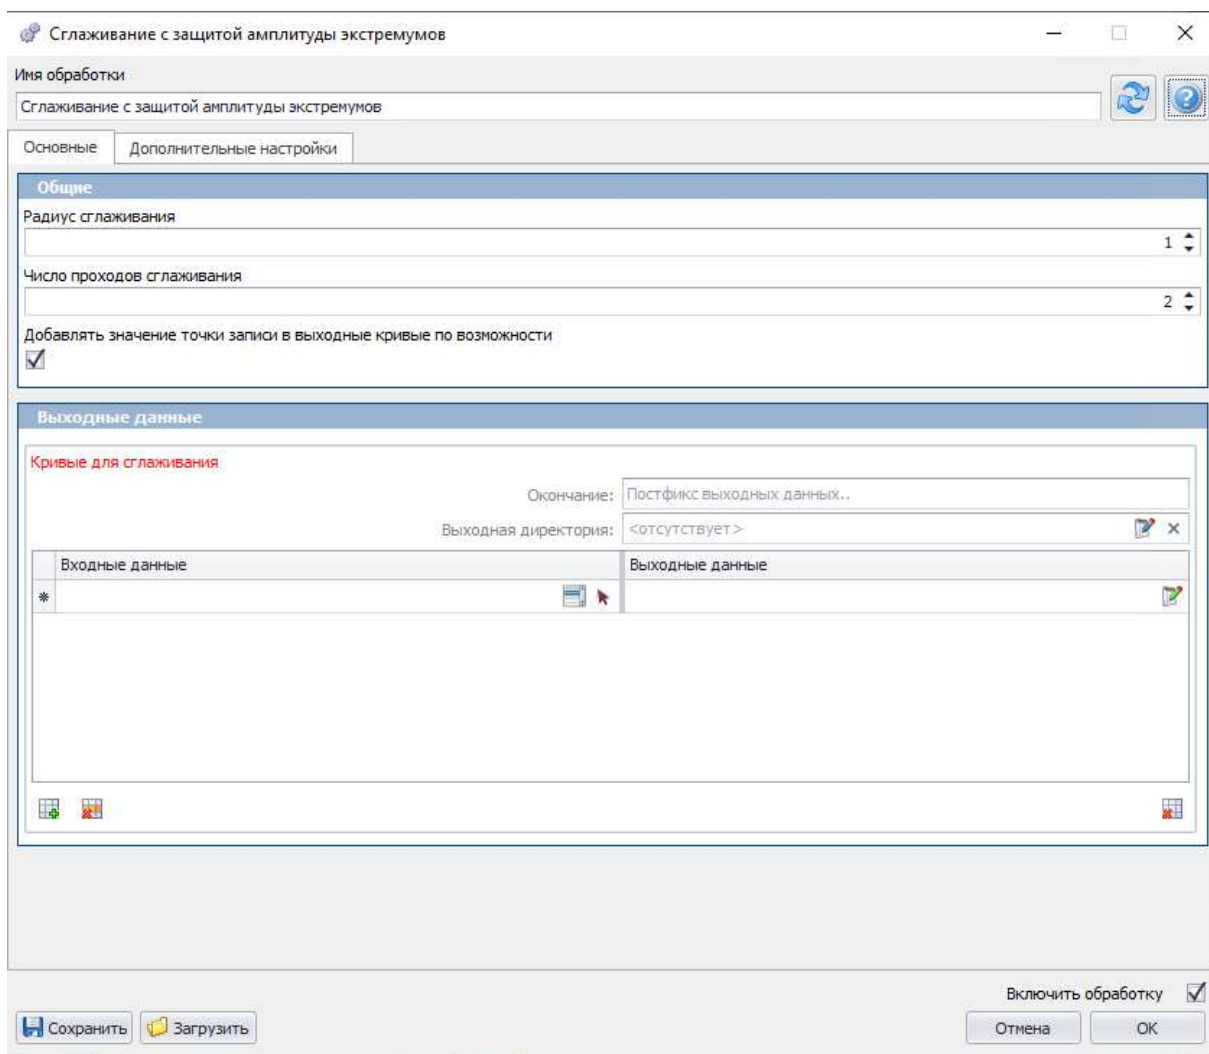 Сглаживание с защитой амплитуды экстремумов
Имя обработки
Сглаживание с защитой амплитуды экстремумов
Основные
Дополнительные настройки
Общие
Радиус сглаживания
1
Число проходов сглаживания
2
Добавлять значение точки записи в выходные кривые по возможности
Выходные данные
Кривые для сглаживания
Окончание: Постфикс выходных данных..
Выходная директория: <отсутствует>
Входные данные Выходные данные
Включить обработку
Сохранить Загрузить Отмена OK